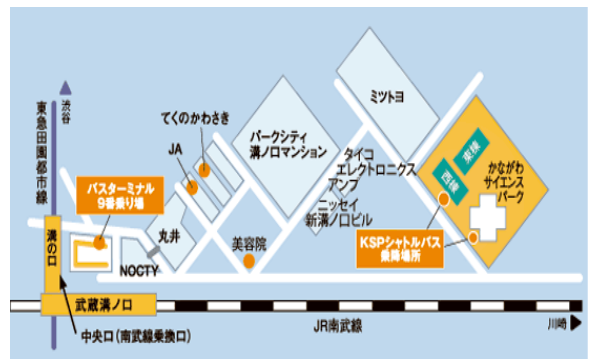 渋谷
東急田園都市線
てくのかわさき
JA
バスターミナル
9番乗り場
丸井
NOCTY
溝の口
武蔵溝ノ口
中央口(南武線乗換口)
美容院
パークシティ
溝ノ口マンション
ミツトヨ
タイコ
エレクトロニクス
アンプ
ニッセイ
新溝ノ口ビル
東棟
西棟
かながわ
サイエンス
パーク
KSPシャトルバス
乗降場所
JR南武線
川崎